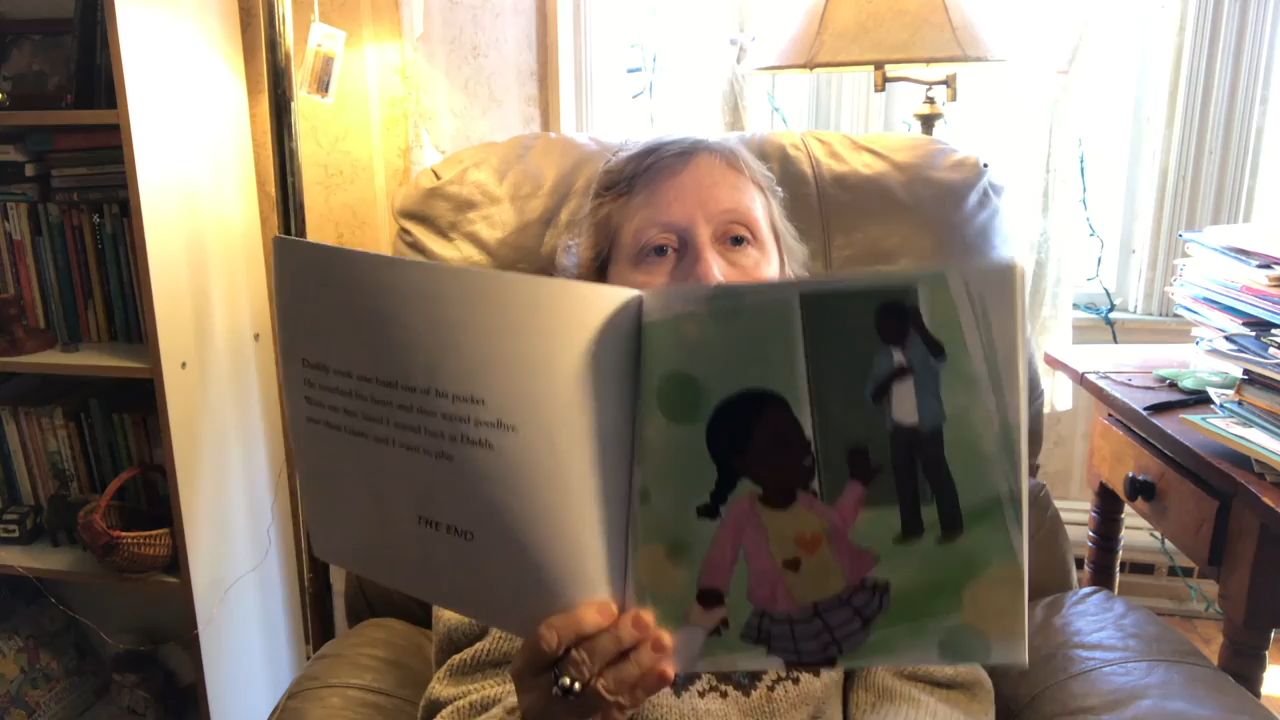 Daddy took one hand out of his pocket.
He touched his heart and then waved goodbye.
With my free hand I waved back at Daddy,
and then and I went to play.
THE END